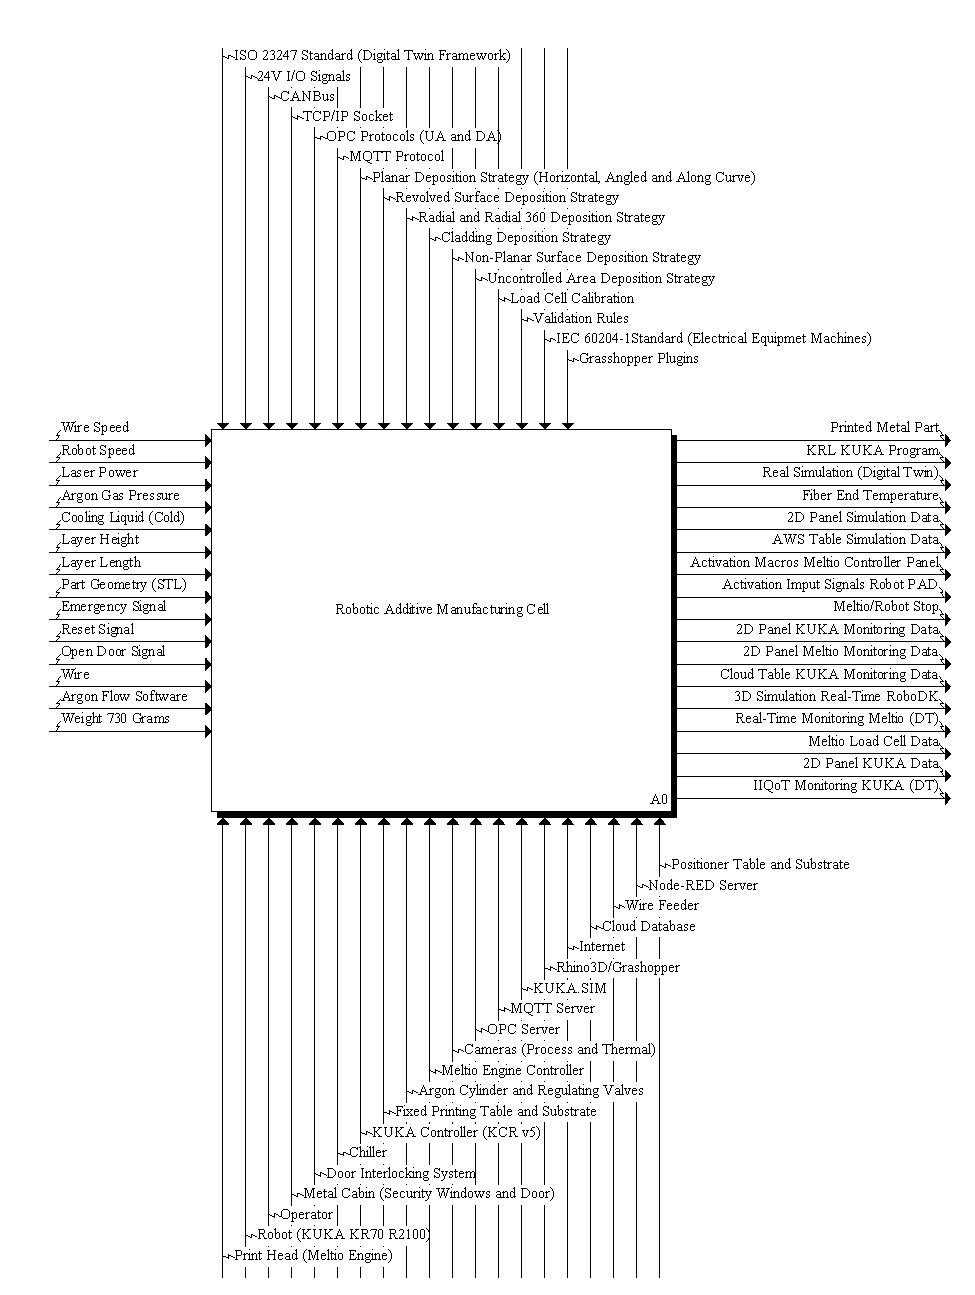 ISO 23247 Standard (Digital Twin Framework)
24V I/O Signals
CANBus
TCP/IP Socket
OPC Protocols (UA and DA)
MQTT Protocol
Planar Deposition Strategy (Horizontal, Angled and Along Curve)
Revolved Surface Deposition Strategy
Radial and Radial 360 Deposition Strategy
Cladding Deposition Strategy
Non-Planar Surface Deposition Strategy
Uncontrolled Area Deposition Strategy
Load Cell Calibration
Validation Rules
IEC 60204-1Standard (Electrical Equipmet Machines)
Grasshopper Plugins
Wire Speed
Robot Speed
Laser Power
Argon Gas Pressure
Cooling Liquid (Cold)
Layer Height
Layer Length
Part Geometry (STL)
Emergency Signal
Reset Signal
Open Door Signal
Wire
Argon Flow Software
Weight 730 Grams
Robotic Additive Manufacturing Cell
A0
Printed Metal Part
KRL KUKA Program
Real Simulation (Digital Twin)
Fiber End Temperature
2D Panel Simulation Data
AWS Table Simulation Data
Activation Macros Meltio Controller Panel
Activation Imput Signals Robot PAD
Meltio/Robot Stop
2D Panel KUKA Monitoring Data
2D Panel Meltio Monitoring Data
Cloud Table KUKA Monitoring Data
3D Simulation Real-Time RoboDK
Real-Time Monitoring Meltio (DT)
Meltio Load Cell Data
2D Panel KUKA Data
IIQoT Monitoring KUKA (DT)
Positioner Table and Substrate
Node-RED Server
Wire Feeder
Cloud Database
Internet
Rhino3D/Grashopper
KUKA.SIM
MQTT Server
OPC Server
Cameras (Process and Thermal)
Meltio Engine Controller
Argon Cylinder and Regulating Valves
Fixed Printing Table and Substrate
KUKA Controller (KCR v5)
Chiller
Door Interlocking System
Metal Cabin (Security Windows and Door)
Operator
Robot (KUKA KR70 R2100)
Print Head (Meltio Engine)